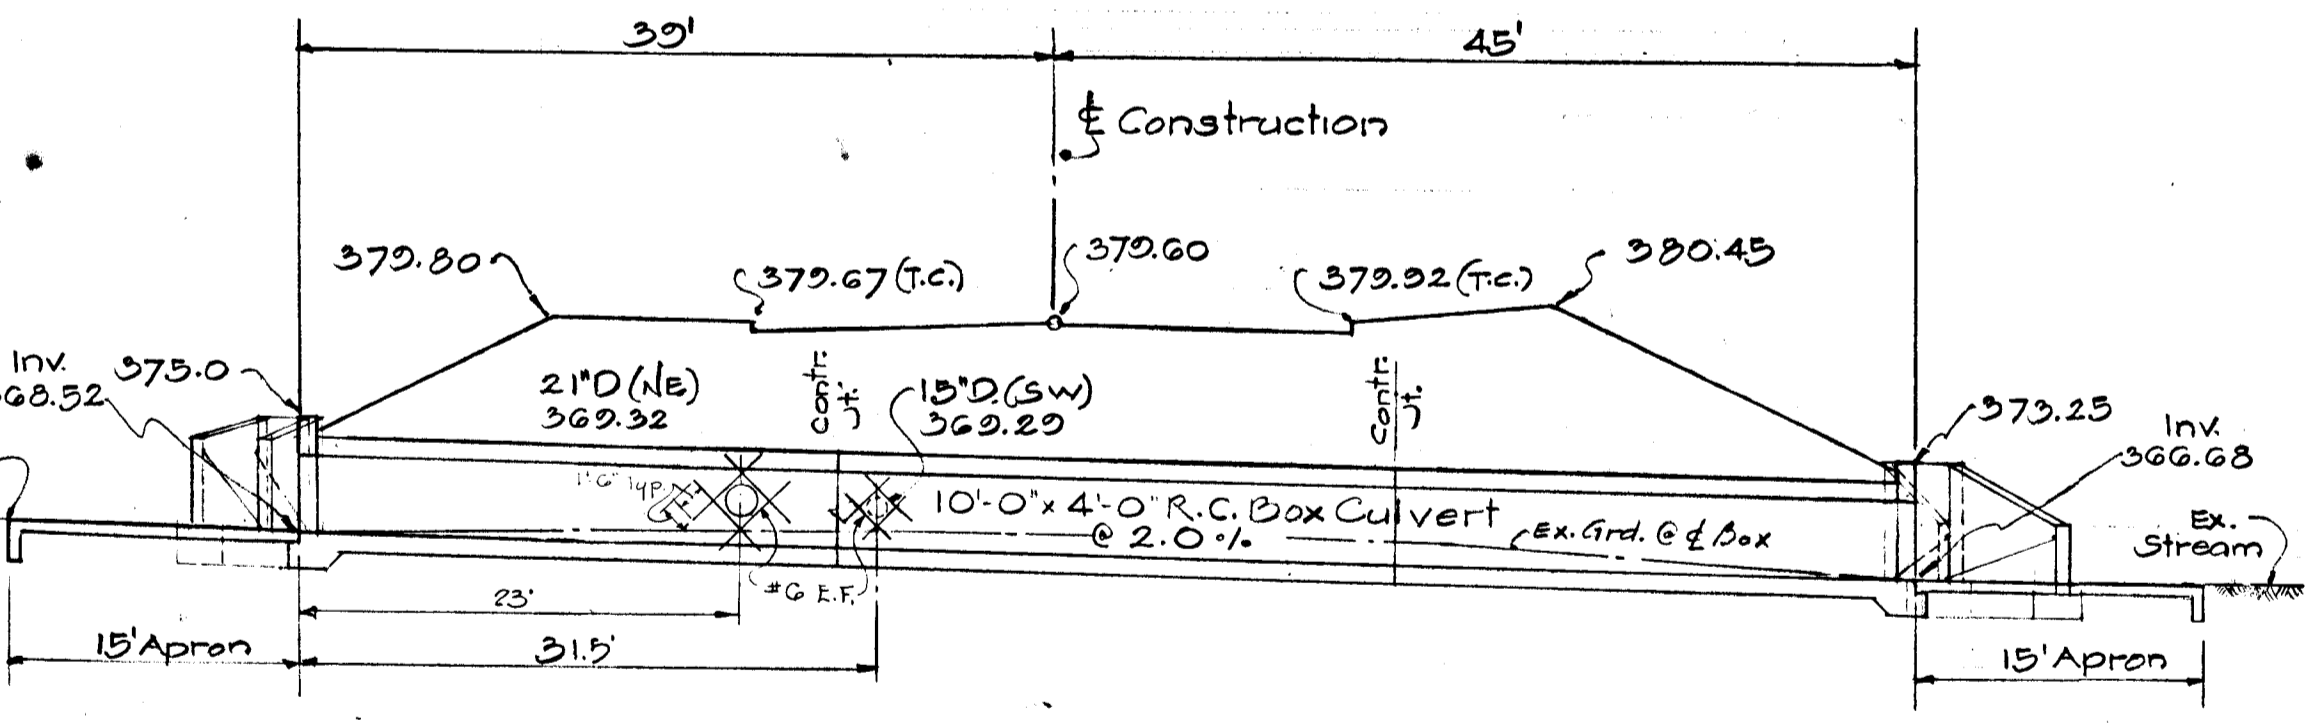 39'
45'
℄ Construction
379.80
379.67 (T.C.)
379.60
379.92 (T.C.)
380.45
Inv.
68.52
375.0
21"D (NE)
369.32
Contr.
Jt.
15"D. (SW)
369.29
Contr.
Jt.
373.25
Inv.
366.68
1'-6" Typ.
10'-0" x 4'-0" R.C. Box Culvert
@ 2.0%
Ex. Grd. @ ℄ Box
Ex.
Stream
#6 E.F.
23'
15' Apron
31.5'
15' Apron